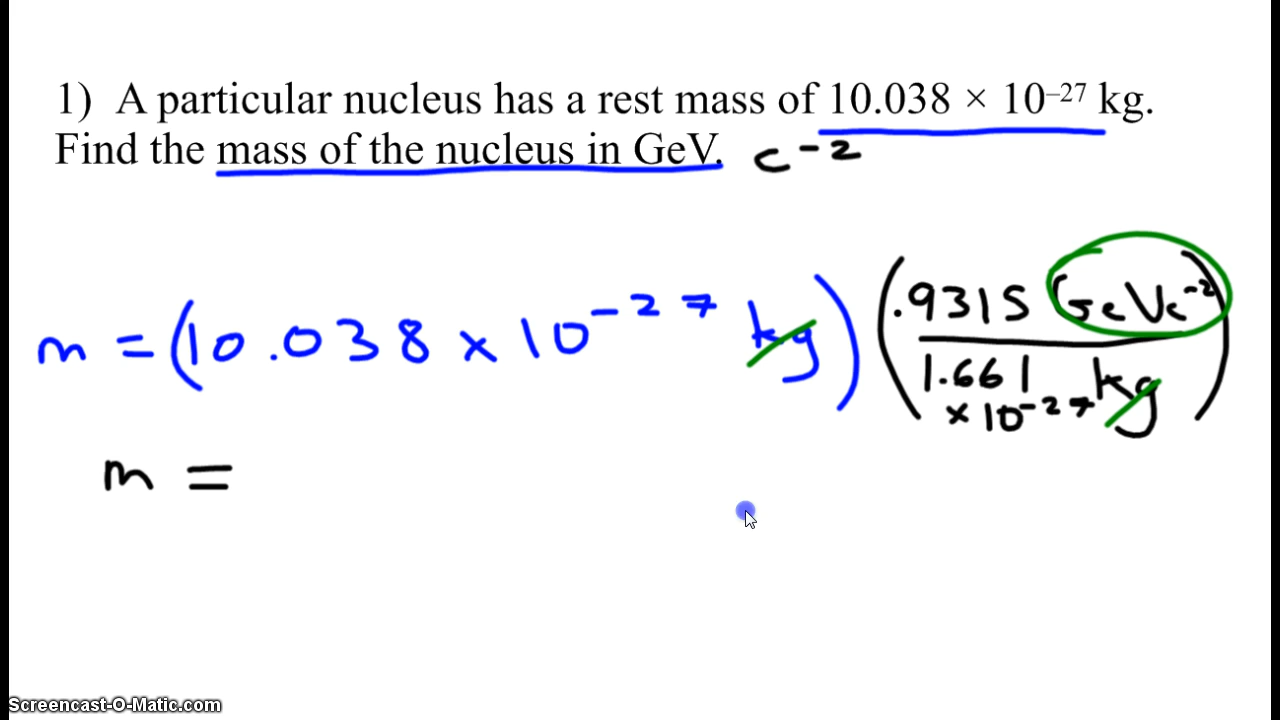 1) A particular nucleus has a rest mass of 10.038 × 10⁻²⁷ kg.
Find the mass of the nucleus in GeV. c⁻²
m = (10.038 x 10⁻²⁷ kg) (.9315 GeVc⁻²
1.661 x 10⁻²⁷ kg)
m =
Screencast-O-Matic.com